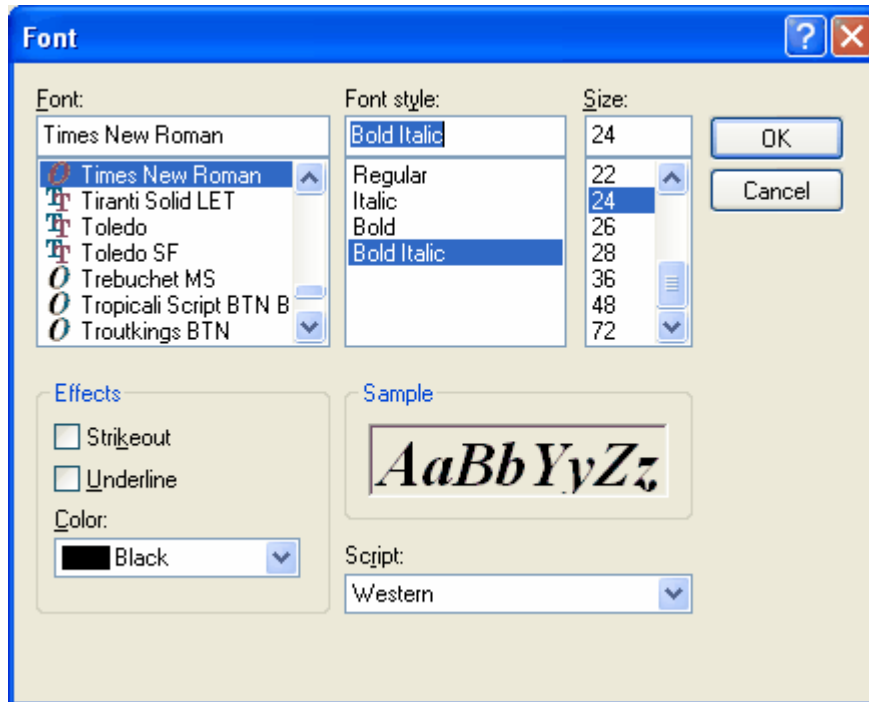 Font
Font:
Times New Roman
Times New Roman
Tiranti Solid LET
Toledo
Toledo SF
Trebuchet MS
Tropicali Script BTN B
Troutkings BTN
Font style:
Bold Italic
Regular
Italic
Bold
Bold Italic
Size:
24
22
24
26
28
36
48
72
OK
Cancel
Effects
Strikeout
Underline
Color:
Black
Sample
AaBbYyZz
Script:
Western